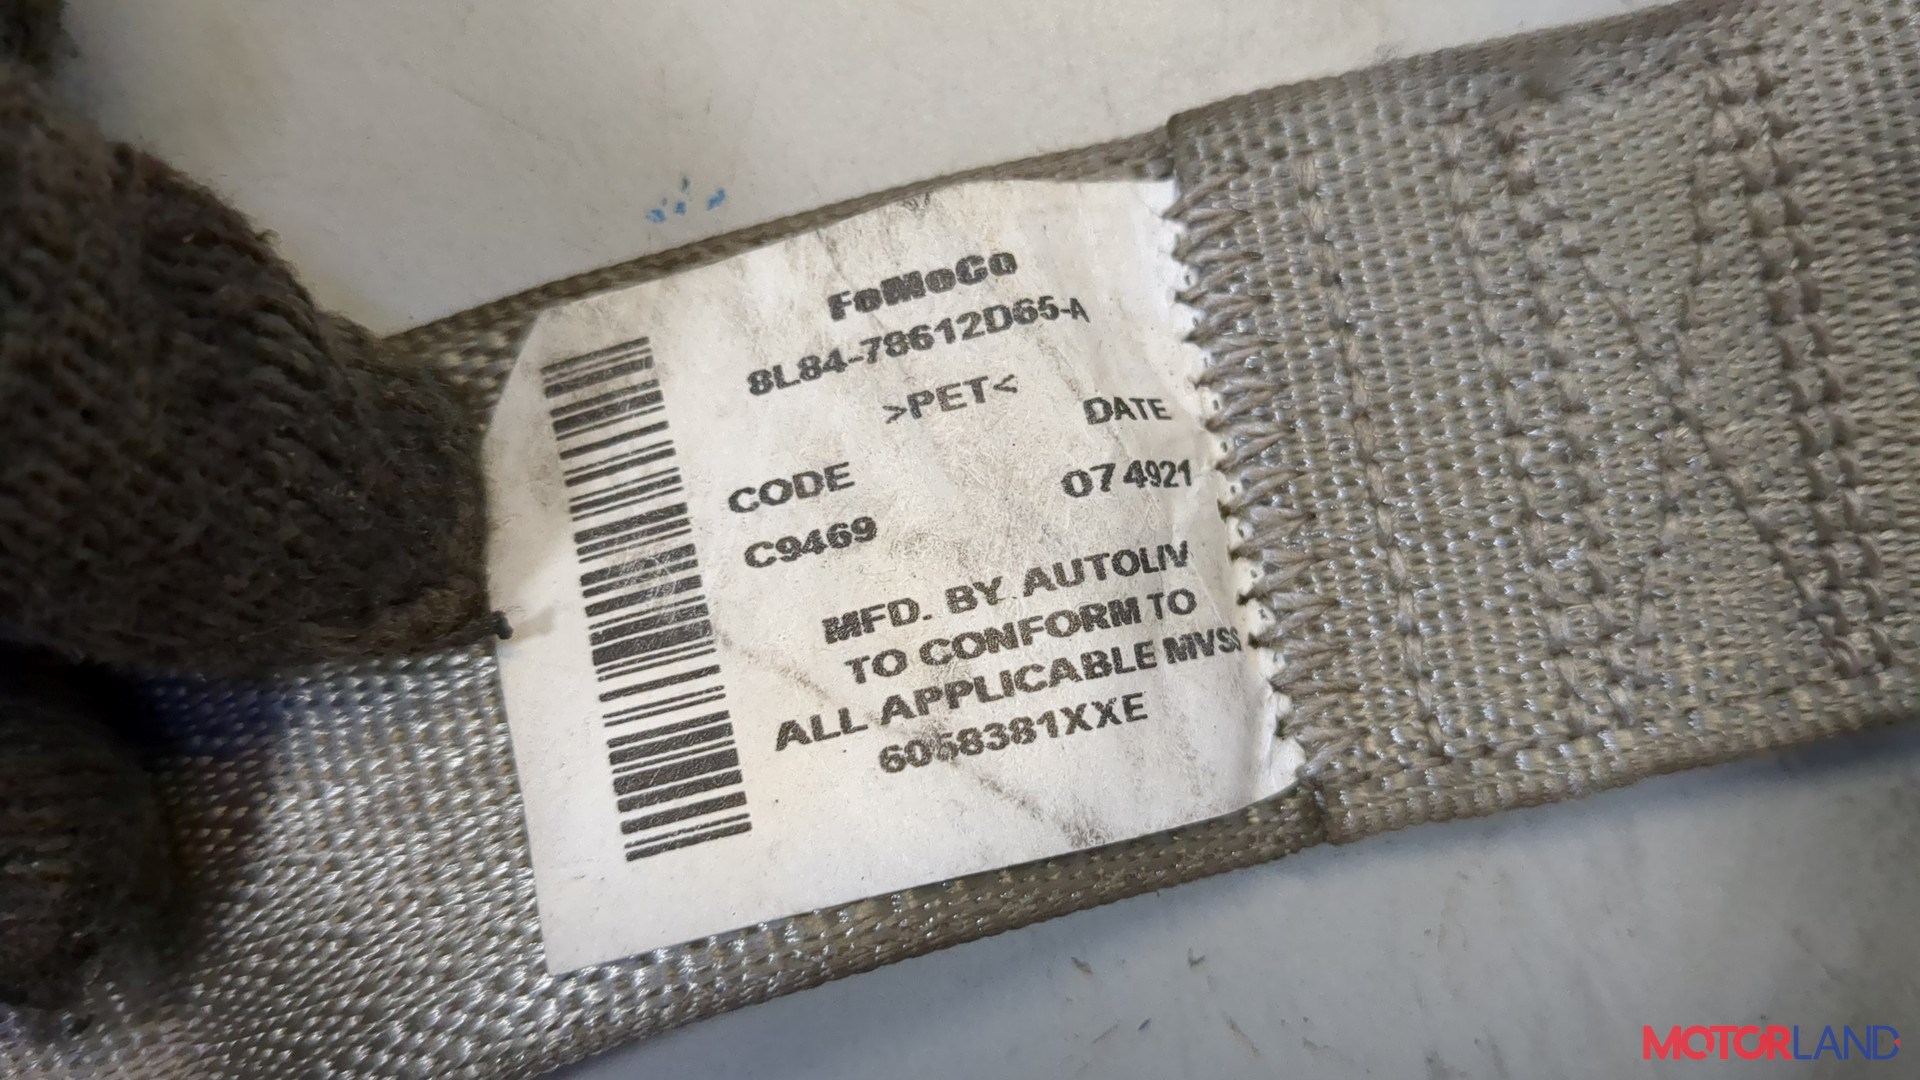 FoMoCo
8L84-78612D65-A
>PET<
DATE
CODE
07 4921
C9469
MFD. BY AUTOLIV
TO CONFORM TO
ALL APPLICABLE MVSS
6058381XXE
MOTORLAND